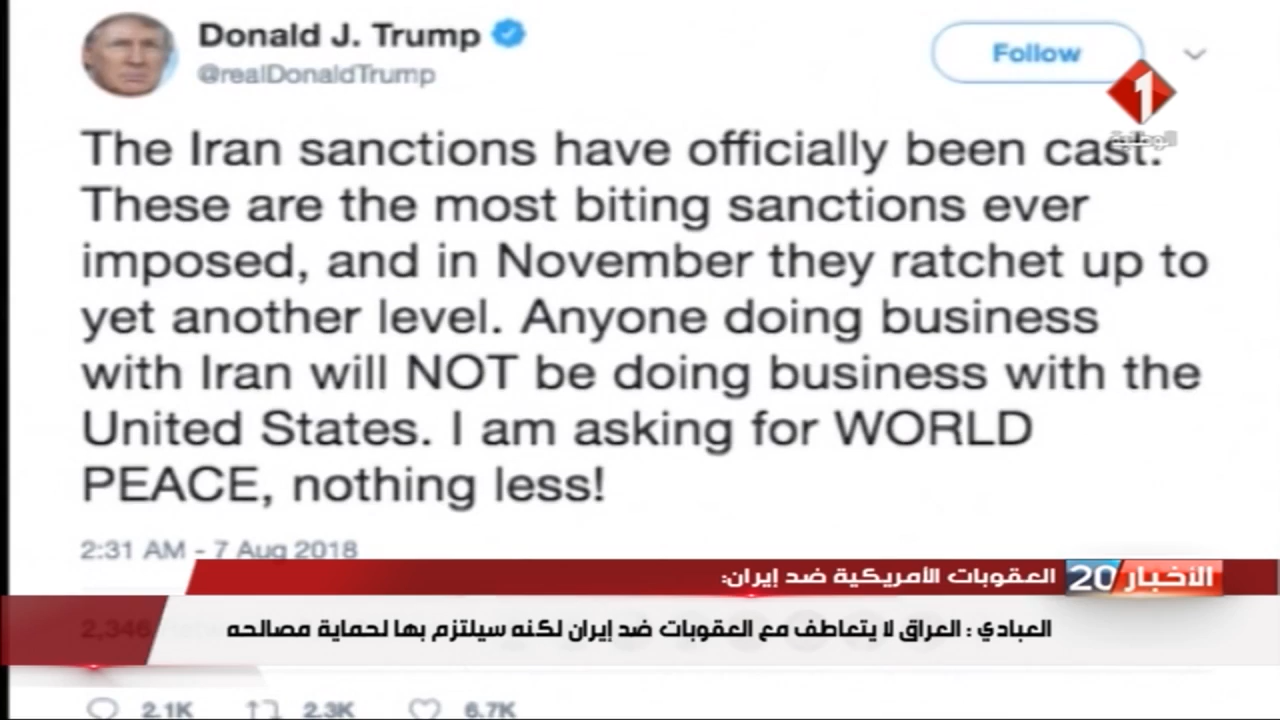 Donald J. Trump
@realDonaldTrump
Follow
1
الوطنية
The Iran sanctions have officially been cast.
These are the most biting sanctions ever
imposed, and in November they ratchet up to
yet another level. Anyone doing business
with Iran will NOT be doing business with the
United States. I am asking for WORLD
PEACE, nothing less!
2:31 AM - 7 Aug 2018
الأخبار 20
العقوبات الأمريكية ضد إيران:
العبادي : العراق لا يتعاطف مع العقوبات ضد إيران لكنه سيلتزم بها لحماية مصالحه
2,346
2.1K 2.3K 6.7K